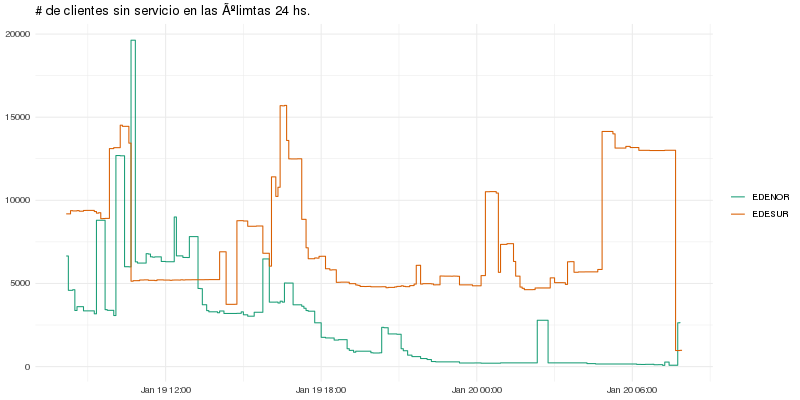 # de clientes sin servicio en las Ãºlimtas 24 hs.
20000
15000
10000
5000
0
Jan 19 12:00
Jan 19 18:00
Jan 20 00:00
Jan 20 06:00
EDENOR
EDESUR